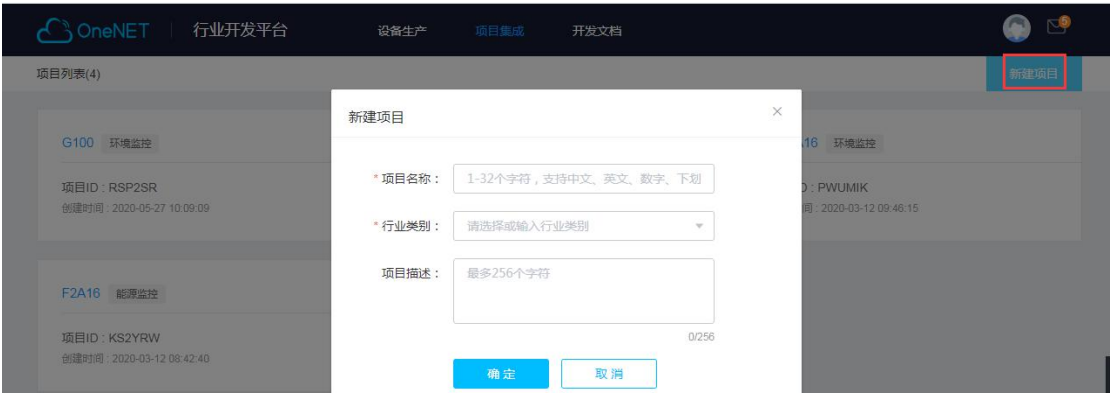 OneNET 行业开发平台 设备生产 项目集成 开发文档 5
项目列表(4) 新建项目
新建项目
G100 环境监控
项目ID : RSP2SR
创建时间 : 2020-05-27 10:09:09
A16 环境监控
D : PWUMIK
间 : 2020-03-12 09:46:15
* 项目名称 : 1-32个字符 , 支持中文、英文、数字、下划
* 行业类别 : 请选择或输入行业类别
项目描述 : 最多256个字符
0/256
F2A16 能源监控
项目ID : KS2YRW
创建时间 : 2020-03-12 08:42:40
确 定 取 消